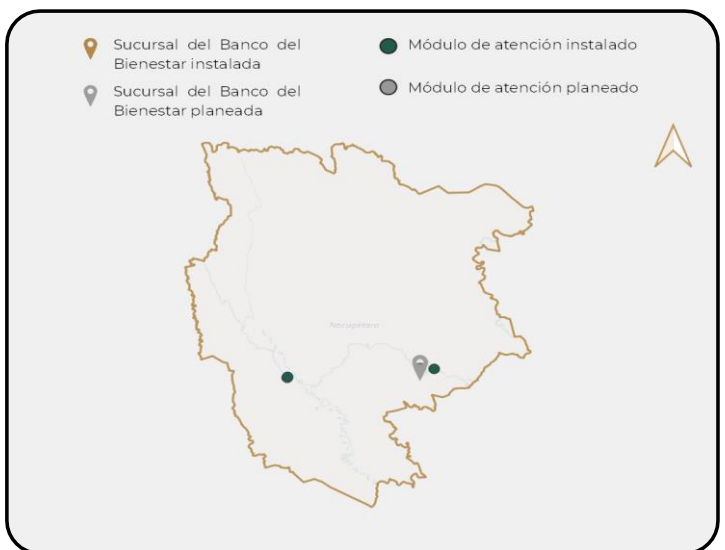 Sucursal del Banco del
Bienestar instalada
Sucursal del Banco del
Bienestar planeada
Módulo de atención instalado
Módulo de atención planeado
Nocupétaro